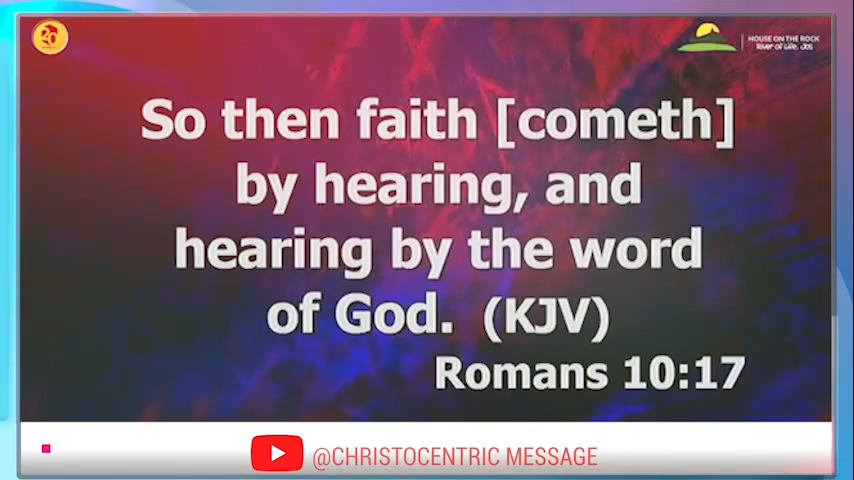 20
HOUSE ON THE ROCK
River of Life, Jos
So then faith [cometh]
by hearing, and
hearing by the word
of God. (KJV)
Romans 10:17
@CHRISTOCENTRIC MESSAGE